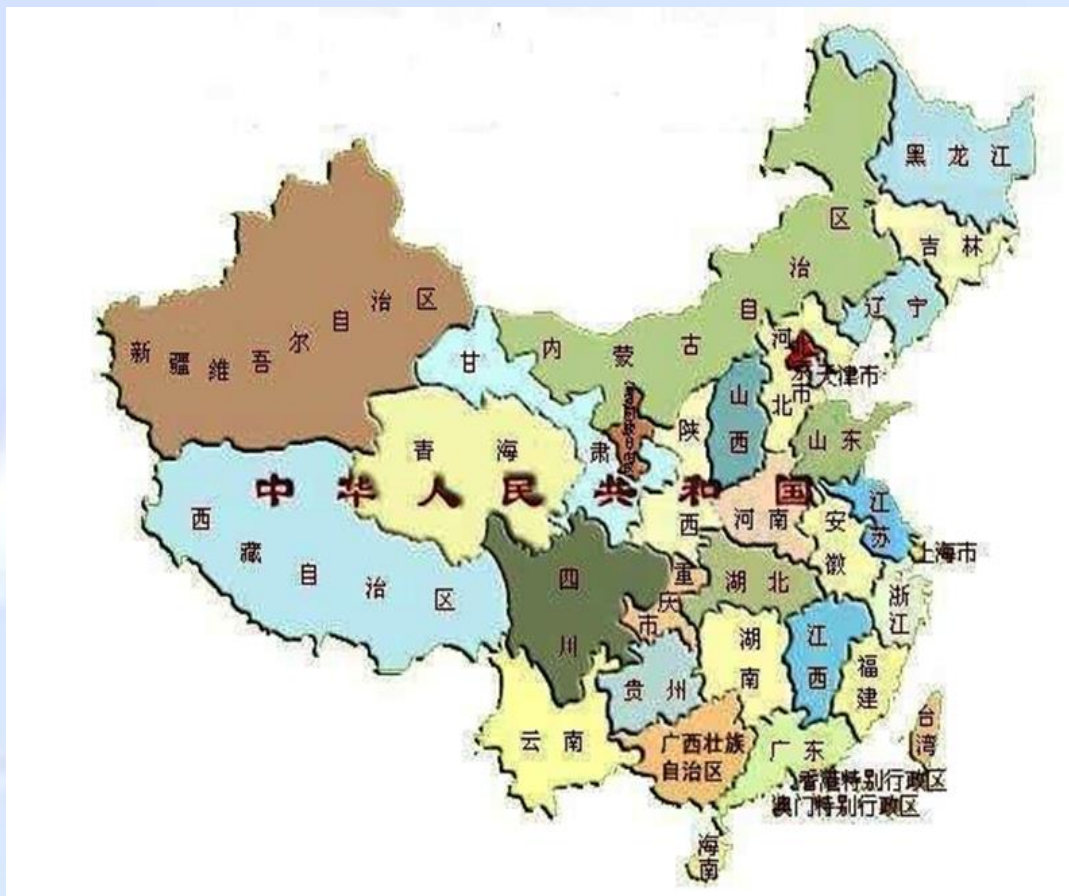 黑龙江
吉林
辽宁
内蒙古自治区
新疆维吾尔自治区
甘肃
河北
北京市
天津市
山西
陕西
山东
青海
中华人民共和国
西藏自治区
河南
江苏
安徽
上海市
四川
重庆市
湖北
浙江
湖南
江西
福建
贵州
云南
广西壮族自治区
广东
台湾
香港特别行政区
澳门特别行政区
海南